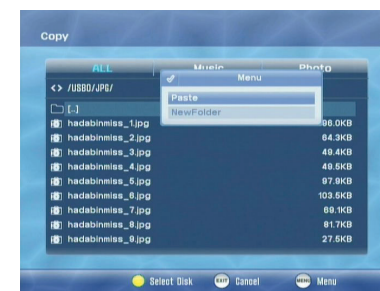 Copy
ALL Music Photo
Menu
<> /USB0/JPG/
Paste
[..]
NewFolder
hadabinmiss_1.jpg 96.0KB
hadabinmiss_2.jpg 64.3KB
hadabinmiss_3.jpg 49.4KB
hadabinmiss_4.jpg 49.5KB
hadabinmiss_5.jpg 97.9KB
hadabinmiss_6.jpg 103.5KB
hadabinmiss_7.jpg 69.1KB
hadabinmiss_8.jpg 81.7KB
hadabinmiss_9.jpg 27.5KB
Select Disk EXIT Cancel MENU Menu